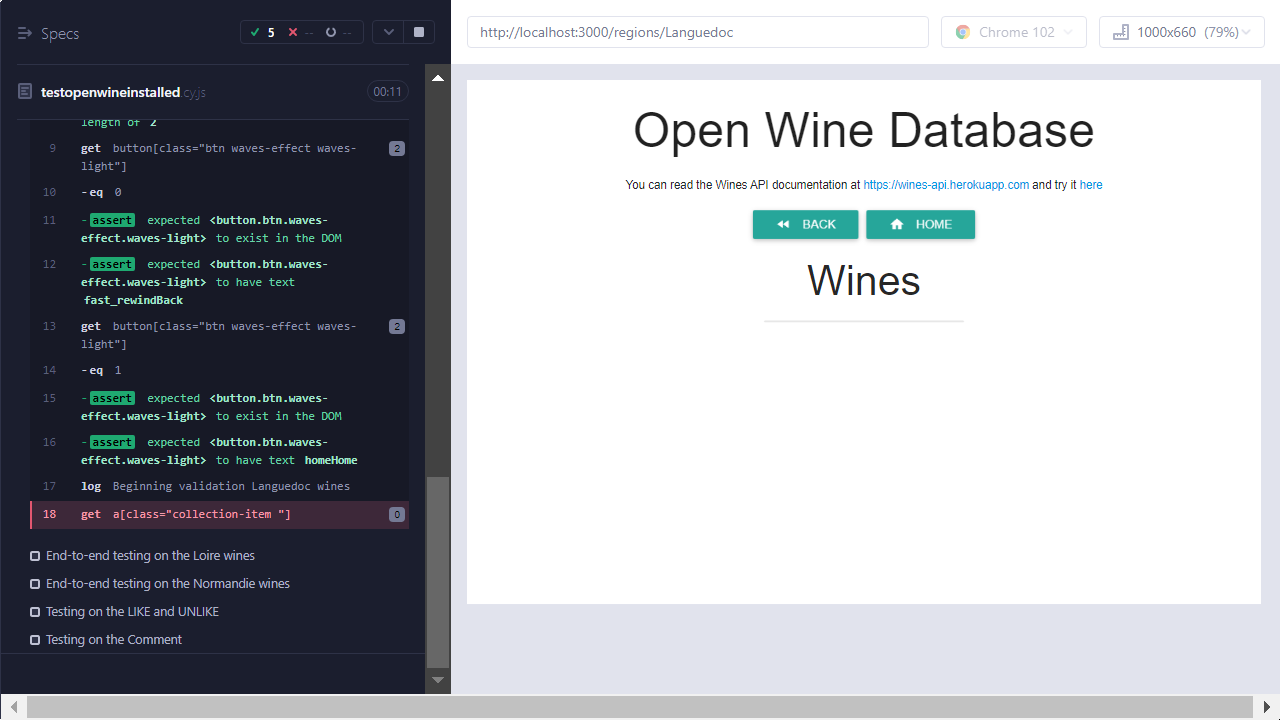 Specs
5
--
--
http://localhost:3000/regions/Languedoc
Chrome 102
1000x660 (79%)
testopenwineinstalled.cy.js
00:11
length of 2
9 get button[class="btn waves-effect waves-
light"]
2
10 -eq 0
11 -assert expected <button.btn.waves-
effect.waves-light> to exist in the DOM
12 -assert expected <button.btn.waves-
effect.waves-light> to have text
fast_rewindBack
13 get button[class="btn waves-effect waves-
light"]
2
14 -eq 1
15 -assert expected <button.btn.waves-
effect.waves-light> to exist in the DOM
16 -assert expected <button.btn.waves-
effect.waves-light> to have text homeHome
17 log Beginning validation Languedoc wines
18 get a[class="collection-item "]
0
End-to-end testing on the Loire wines
End-to-end testing on the Normandie wines
Testing on the LIKE and UNLIKE
Testing on the Comment
Open Wine Database
You can read the Wines API documentation at https://wines-api.herokuapp.com and try it here
BACK
HOME
Wines